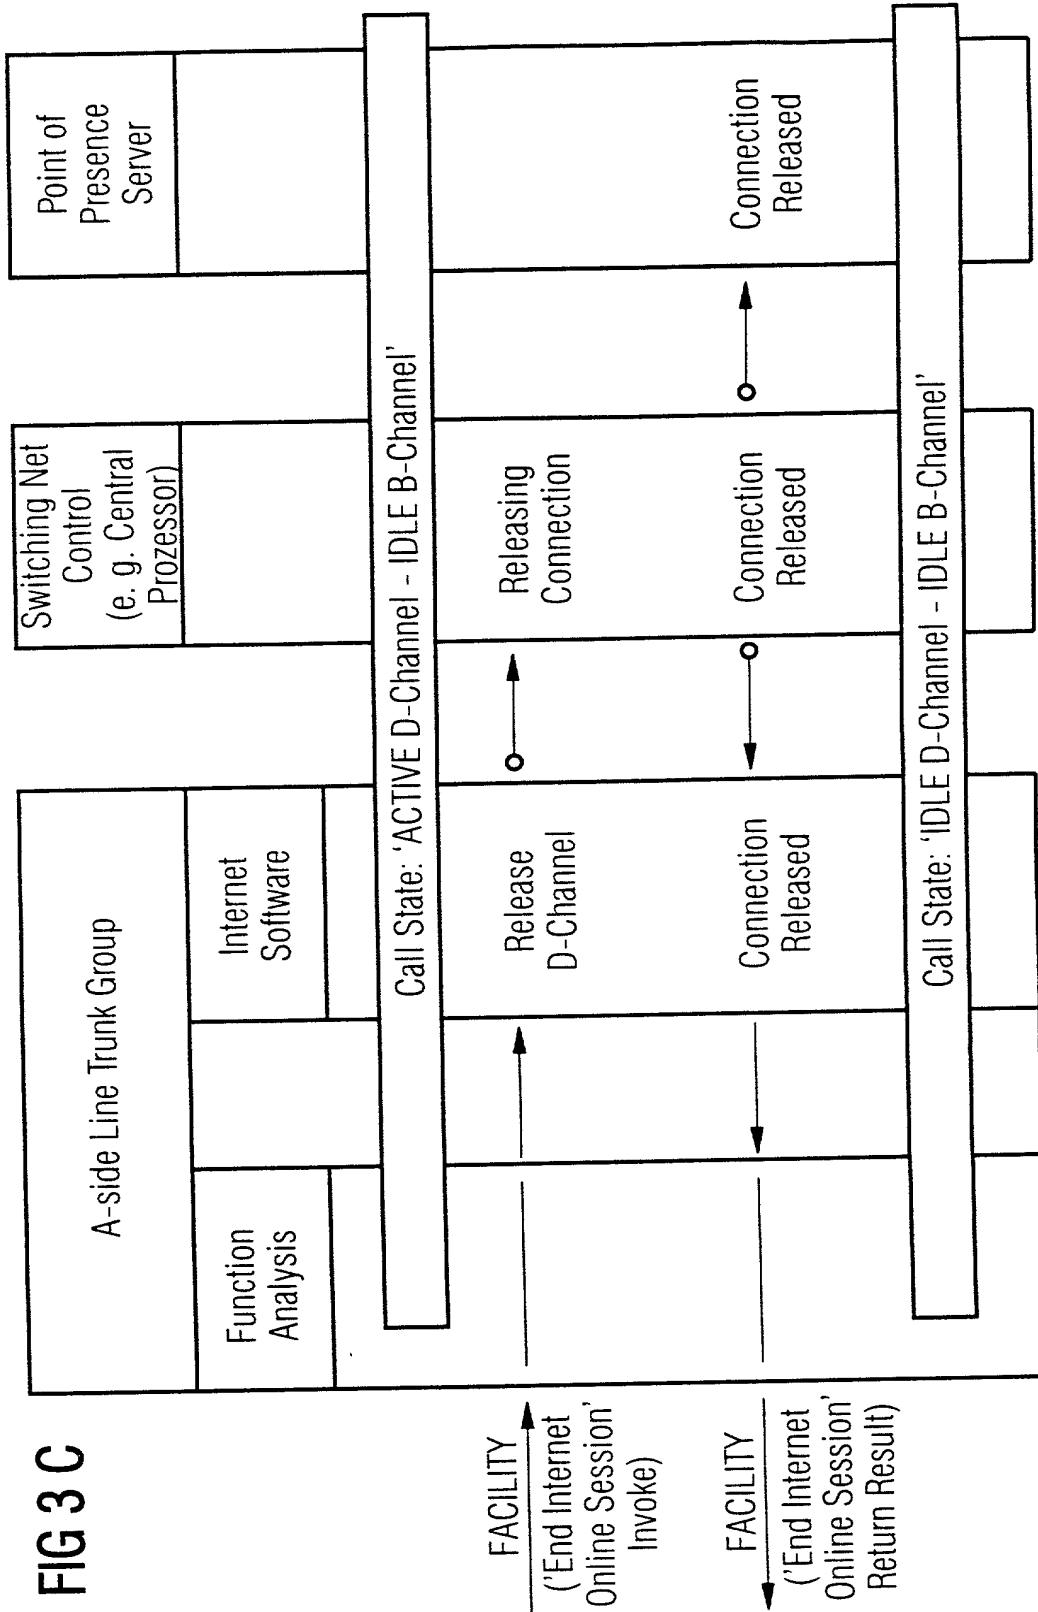 FIG 3 C
A-side Line Trunk Group
Function
Analysis
Internet
Software
Switching Net
Control
(e. g. Central
Prozessor)
Point of
Presence
Server
Call State: 'ACTIVE D-Channel - IDLE B-Channel'
FACILITY
('End Internet
Online Session'
Invoke)
Release
D-Channel
Releasing
Connection
FACILITY
('End Internet
Online Session'
Return Result)
Connection
Released
Connection
Released
Connection
Released
Call State: 'IDLE D-Channel - IDLE B-Channel'